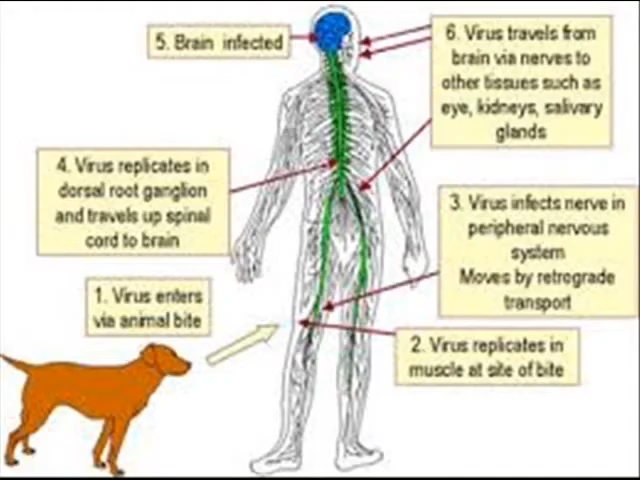 1. Virus enters
via animal bite
2. Virus replicates in
muscle at site of bite
3. Virus infects nerve in
peripheral nervous
system
Moves by retrograde
transport
4. Virus replicates in
dorsal root ganglion
and travels up spinal
cord to brain
5. Brain infected
6. Virus travels from
brain via nerves to
other tissues such as
eye, kidneys, salivary
glands